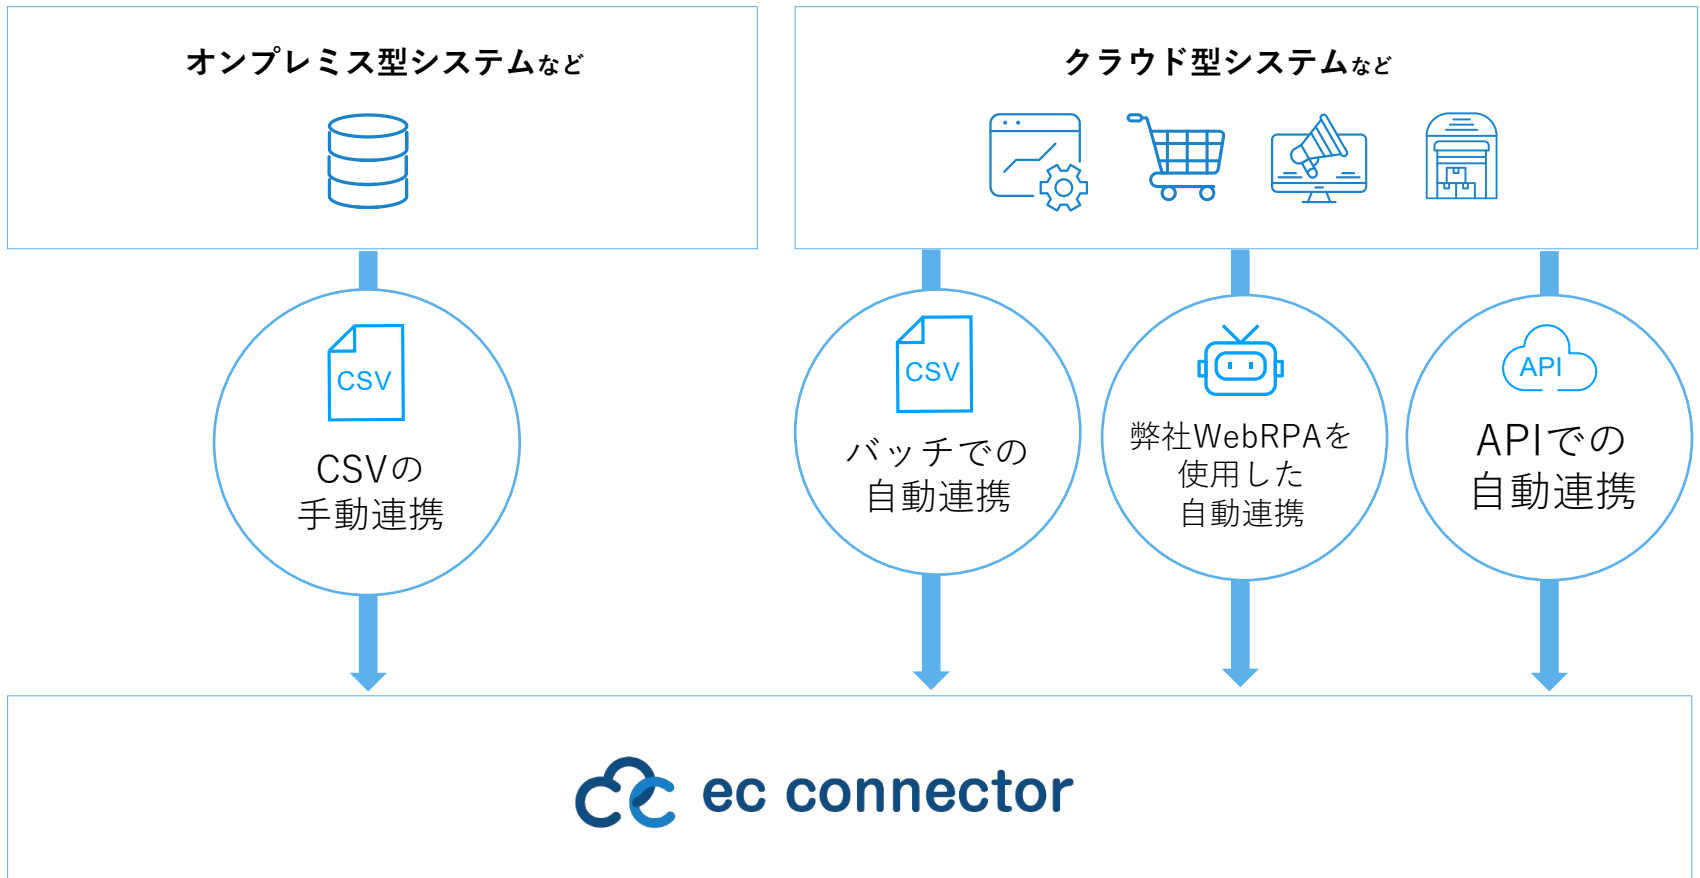 オンプレミス型システムなど
クラウド型システムなど
CSV
CSVの
手動連携
CSV
バッチでの
自動連携
弊社WebRPAを
使用した
自動連携
API
APIでの
自動連携
ec connector